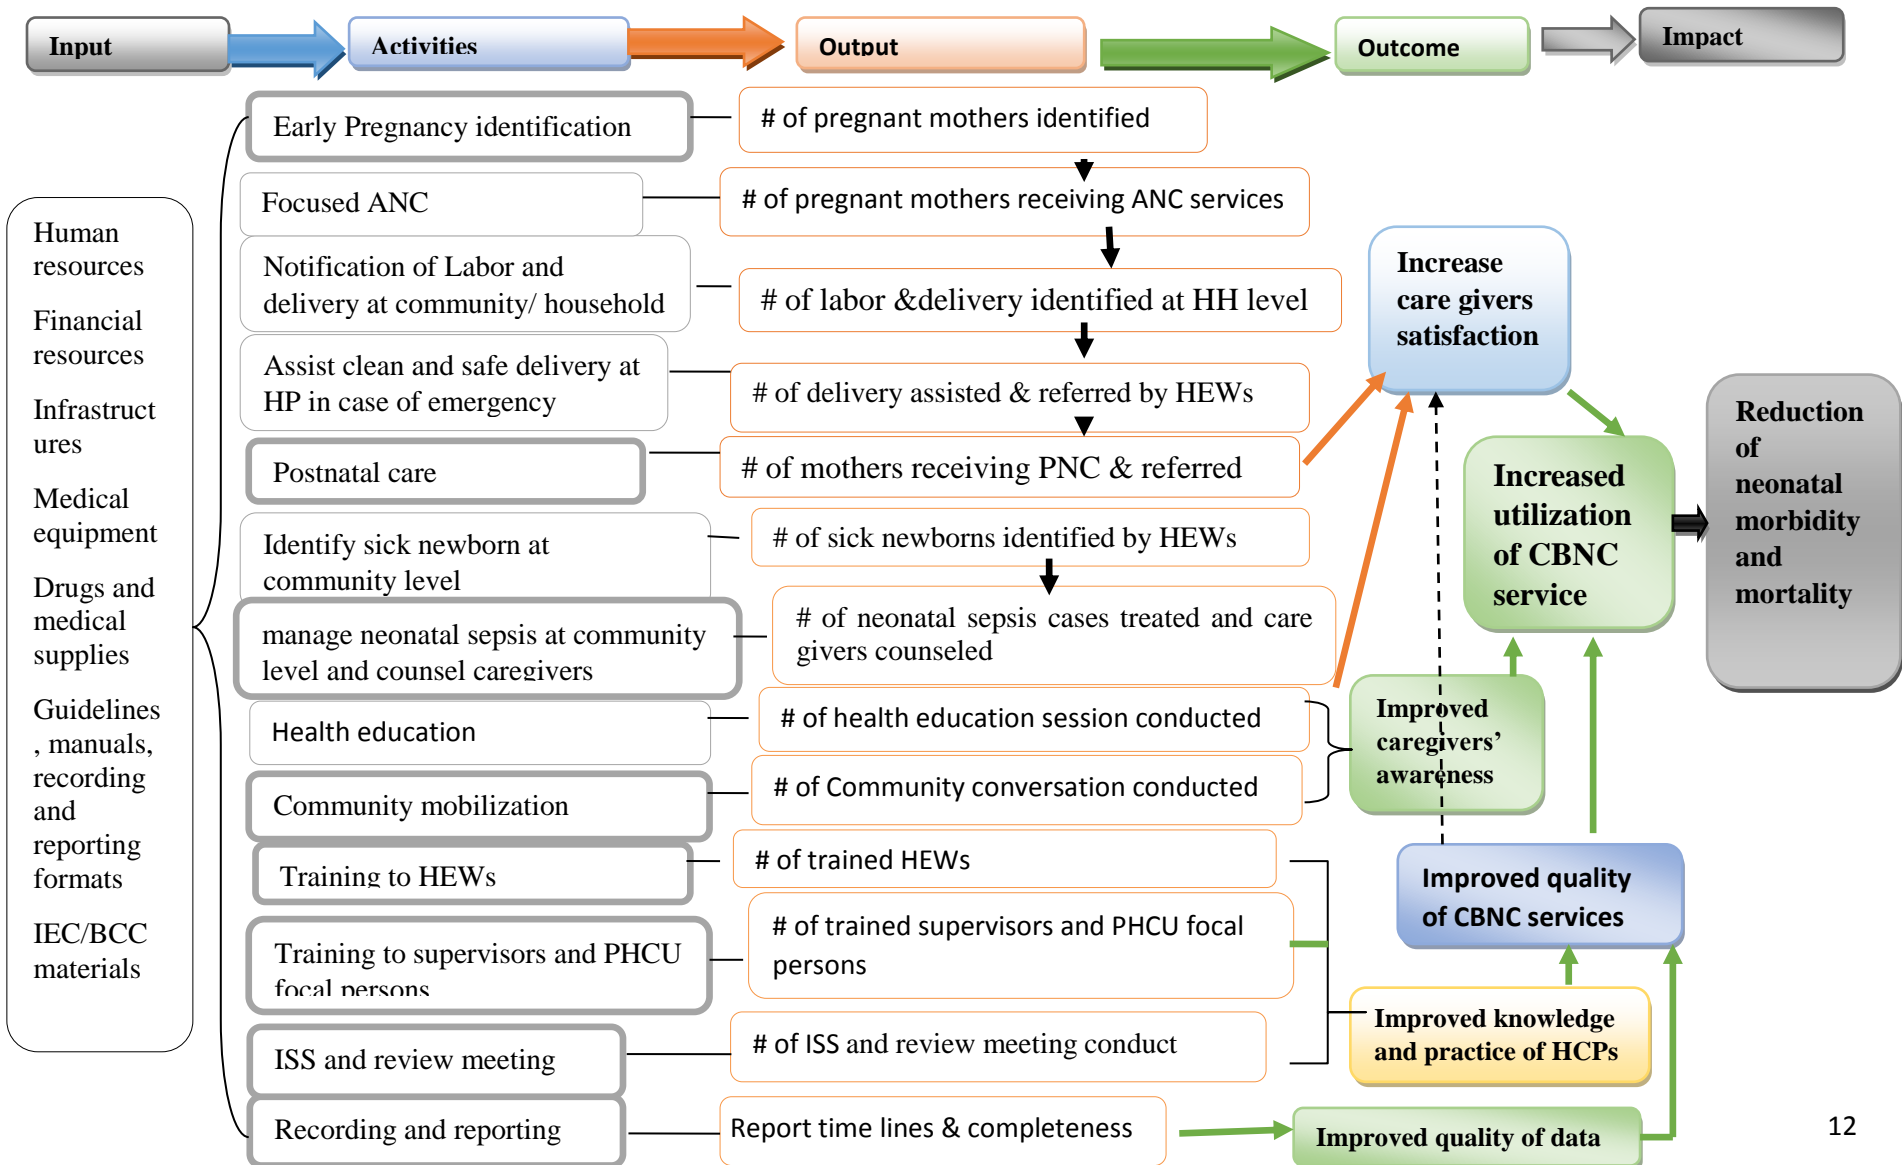 Input
Activities
Output
Outcome
Impact
Human
resources
Financial
resources
Infrastruct
ures
Medical
equipment
Drugs and
medical
supplies
Guidelines
, manuals,
recording
and
reporting
formats
IEC/BCC
materials
Early Pregnancy identification
Focused ANC
Notification of Labor and
delivery at community/ household
Assist clean and safe delivery at
HP in case of emergency
Postnatal care
Identify sick newborn at
community level
manage neonatal sepsis at community
level and counsel caregivers
Health education
Community mobilization
Training to HEWs
Training to supervisors and PHCU
focal persons
ISS and review meeting
Recording and reporting
# of pregnant mothers identified
# of pregnant mothers receiving ANC services
# of labor &delivery identified at HH level
# of delivery assisted & referred by HEWs
# of mothers receiving PNC & referred
# of sick newborns identified by HEWs
# of neonatal sepsis cases treated and care
givers counseled
# of health education session conducted
# of Community conversation conducted
# of trained HEWs
# of trained supervisors and PHCU focal
persons
# of ISS and review meeting conduct
Report time lines & completeness
Increase
care givers
satisfaction
Increased
utilization
of CBNC
service
Improved
caregivers'
awareness
Improved quality
of CBNC services
Improved knowledge
and practice of HCPs
Improved quality of data
Reduction
of
neonatal
morbidity
and
mortality
12